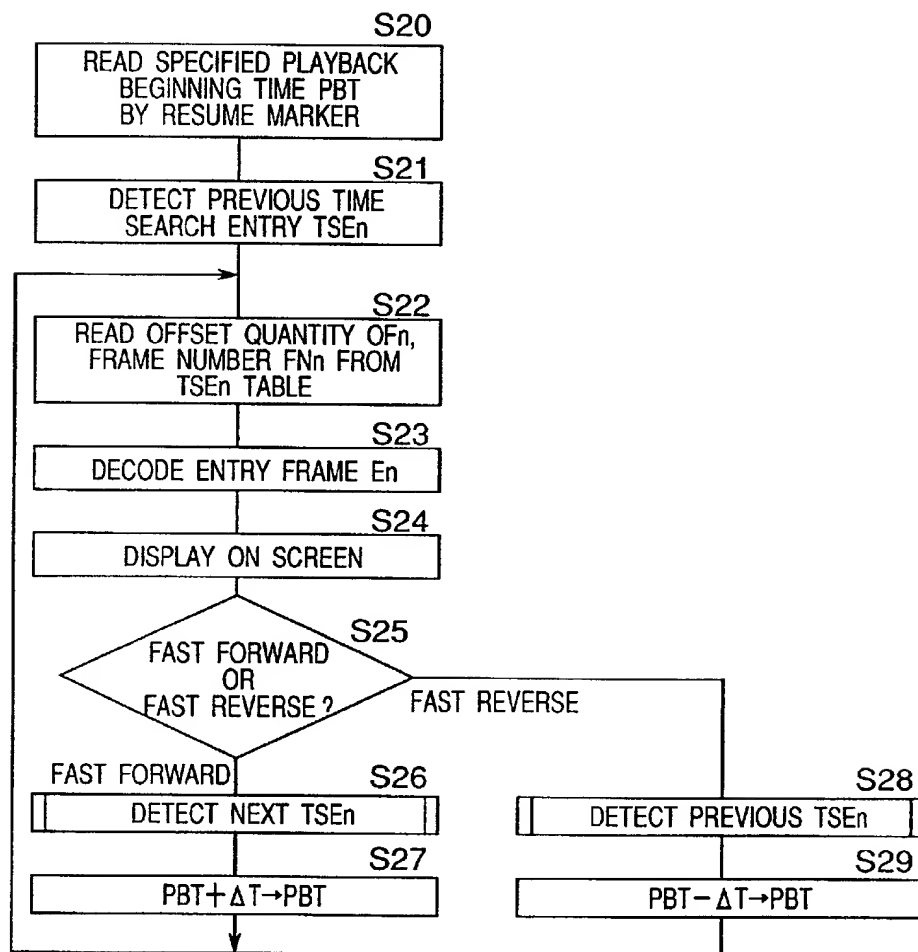 S20
READ SPECIFIED PLAYBACK
BEGINNING TIME PBT
BY RESUME MARKER
S21
DETECT PREVIOUS TIME
SEARCH ENTRY TSEn
S22
READ OFFSET QUANTITY OFn,
FRAME NUMBER FNn FROM
TSEn TABLE
S23
DECODE ENTRY FRAME En
S24
DISPLAY ON SCREEN
S25
FAST FORWARD
OR
FAST REVERSE ?
FAST REVERSE
FAST FORWARD
S26
DETECT NEXT TSEn
S27
PBT+ΔT→PBT
S28
DETECT PREVIOUS TSEn
S29
PBT−ΔT→PBT